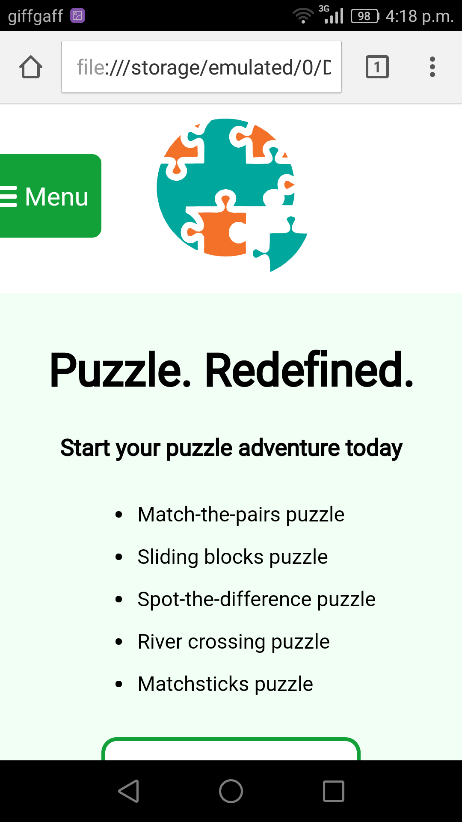 giffgaff 3G 98 4:18 p.m.
file:///storage/emulated/0/D 1
Menu
Puzzle. Redefined.
Start your puzzle adventure today
• Match-the-pairs puzzle
• Sliding blocks puzzle
• Spot-the-difference puzzle
• River crossing puzzle
• Matchsticks puzzle